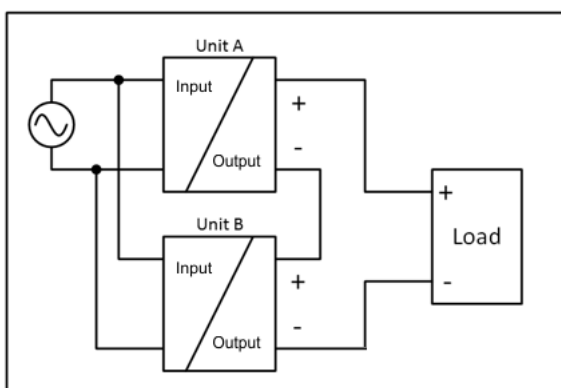 Unit A
Input
+
-
Output
+
Load
-
Unit B
Input
+
-
Output